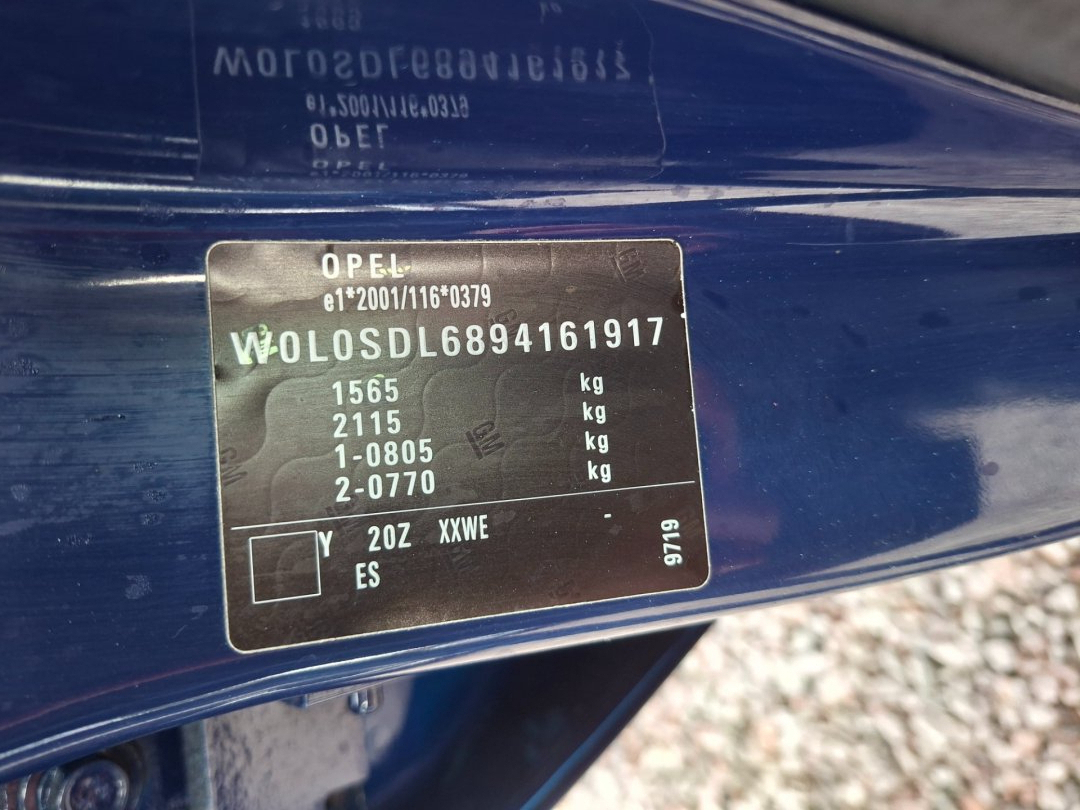 OPEL
e1*2001/116*0379
W0L0SDL6894161917
1565 kg
2115 kg
1-0805 kg
2-0770 kg
Y 20Z XXWE -
ES
9719